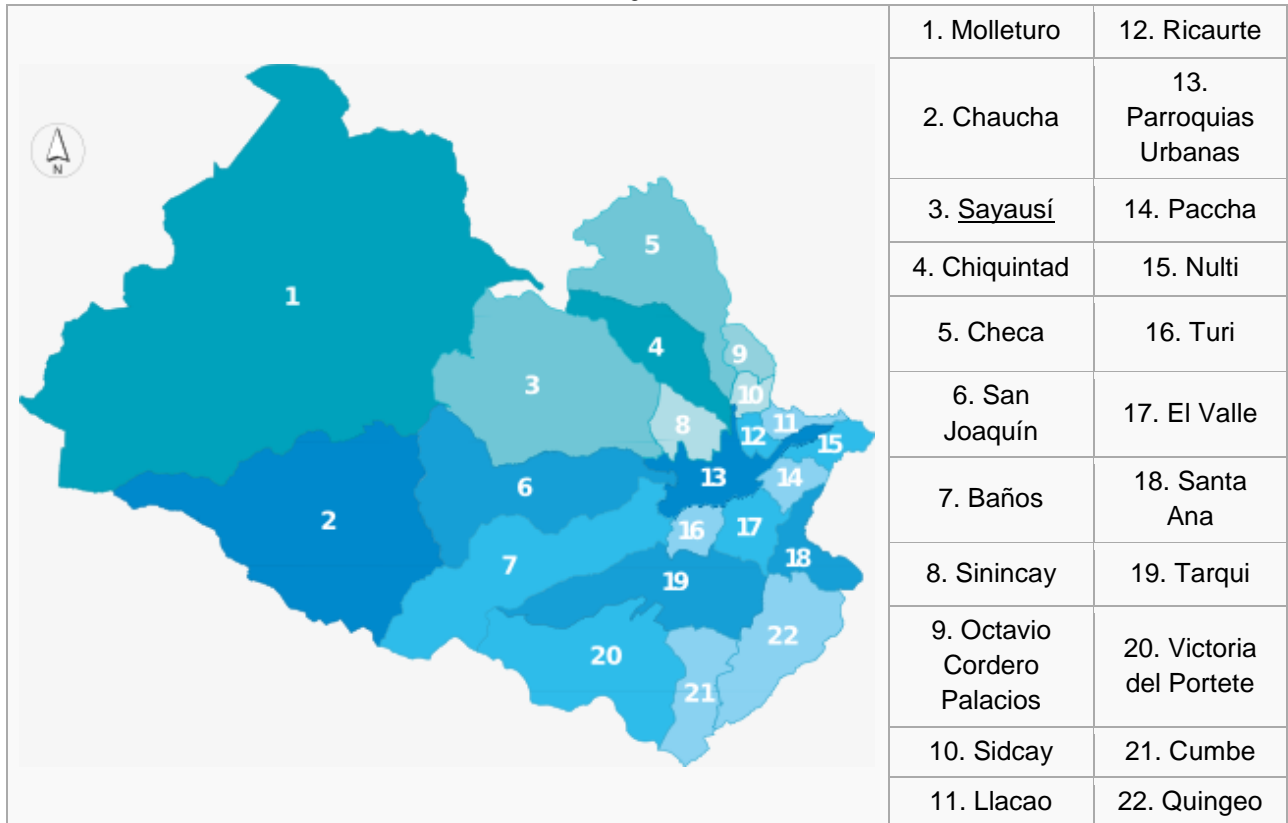 N
1
2
3
4
5
6
7
8
9
10
11
12
13
14
15
16
17
18
19
20
21
22
1. Molleturo
12. Ricaurte
2. Chaucha
13.
Parroquias
Urbanas
3. Sayausí
14. Paccha
4. Chiquintad
15. Nulti
5. Checa
16. Turi
6. San
Joaquín
17. El Valle
7. Baños
18. Santa
Ana
8. Sinincay
19. Tarqui
9. Octavio
Cordero
Palacios
20. Victoria
del Portete
10. Sidcay
21. Cumbe
11. Llacao
22. Quingeo